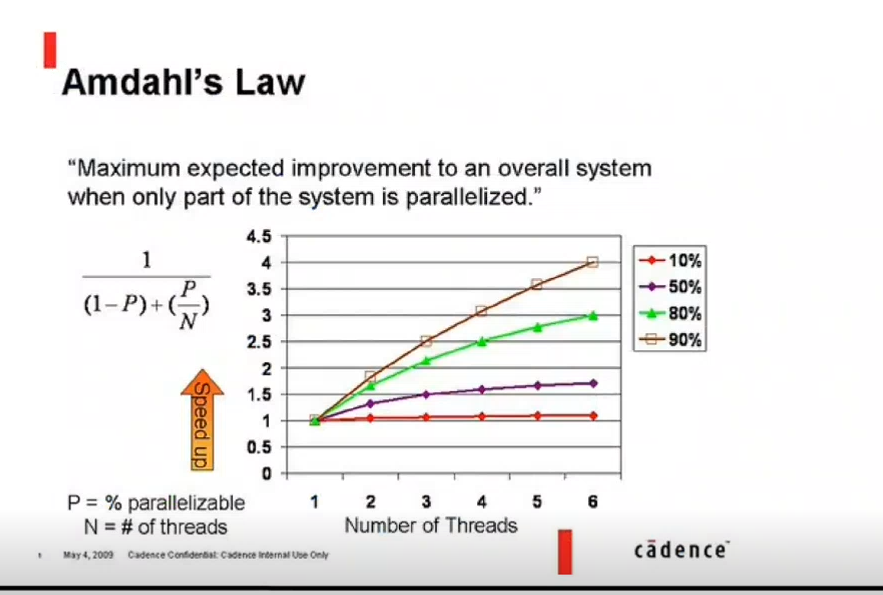 Amdahl's Law
“Maximum expected improvement to an overall system
when only part of the system is parallelized.”
1
(1−P)+(P/N)
Speed up
P = % parallelizable
N = # of threads
4.5
4
3.5
3
2.5
2
1.5
1
0.5
0
1 2 3 4 5 6
Number of Threads
10%
50%
80%
90%
1 May 4, 2009 Cadence Confidential: Cadence Internal Use Only
cādence™